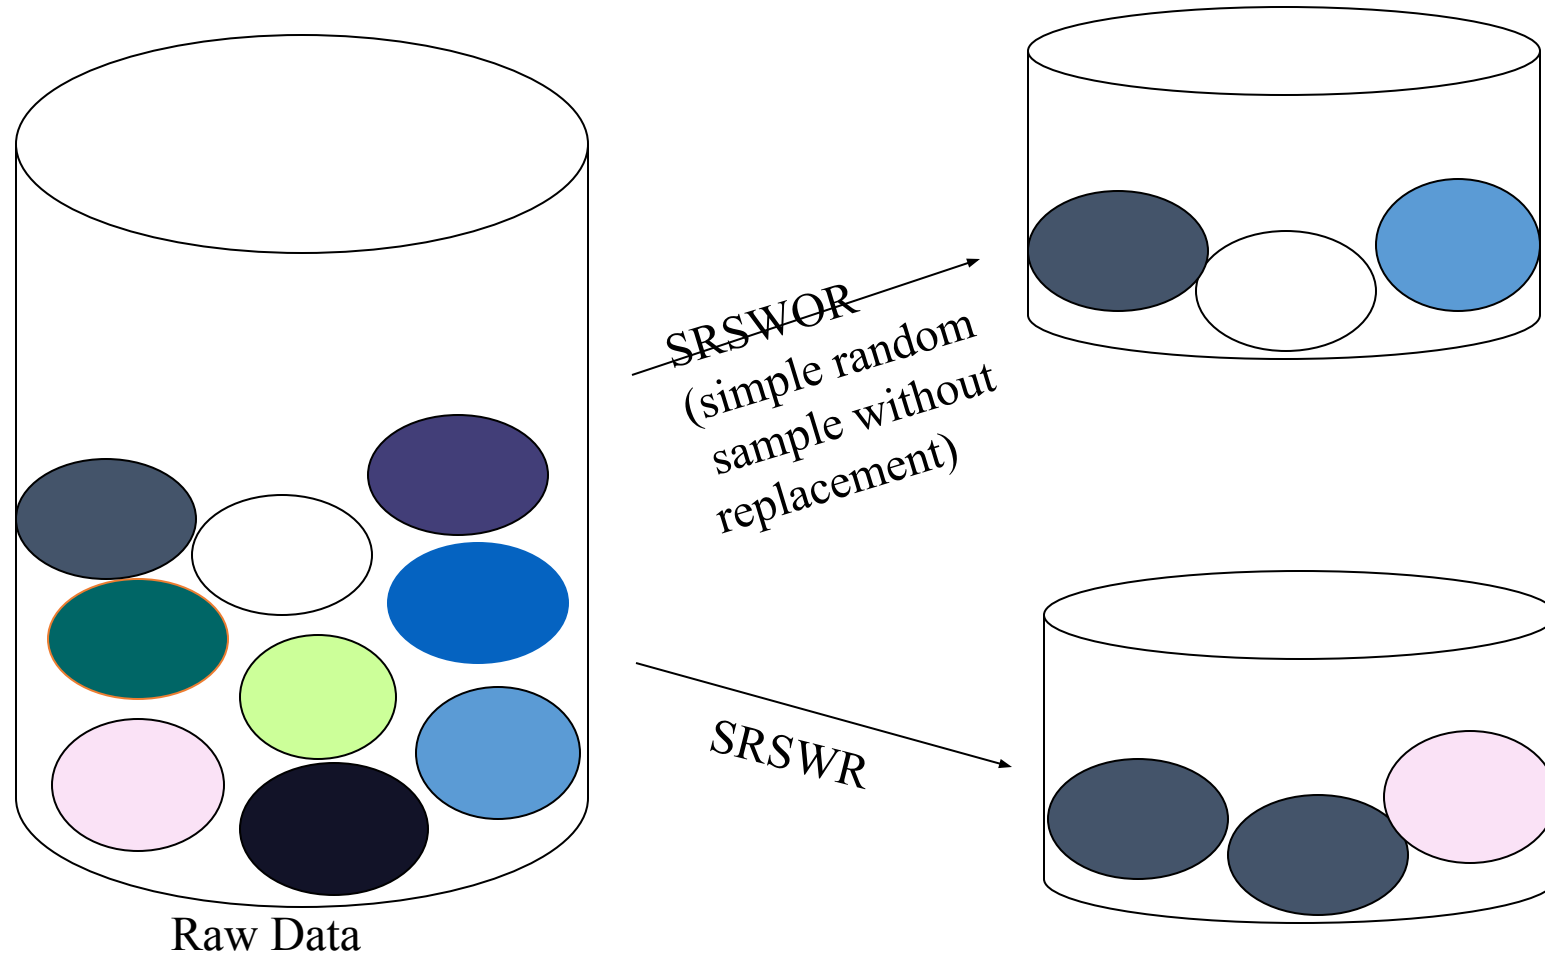 SRSWOR
(simple random
sample without
replacement)
SRSWR
Raw Data